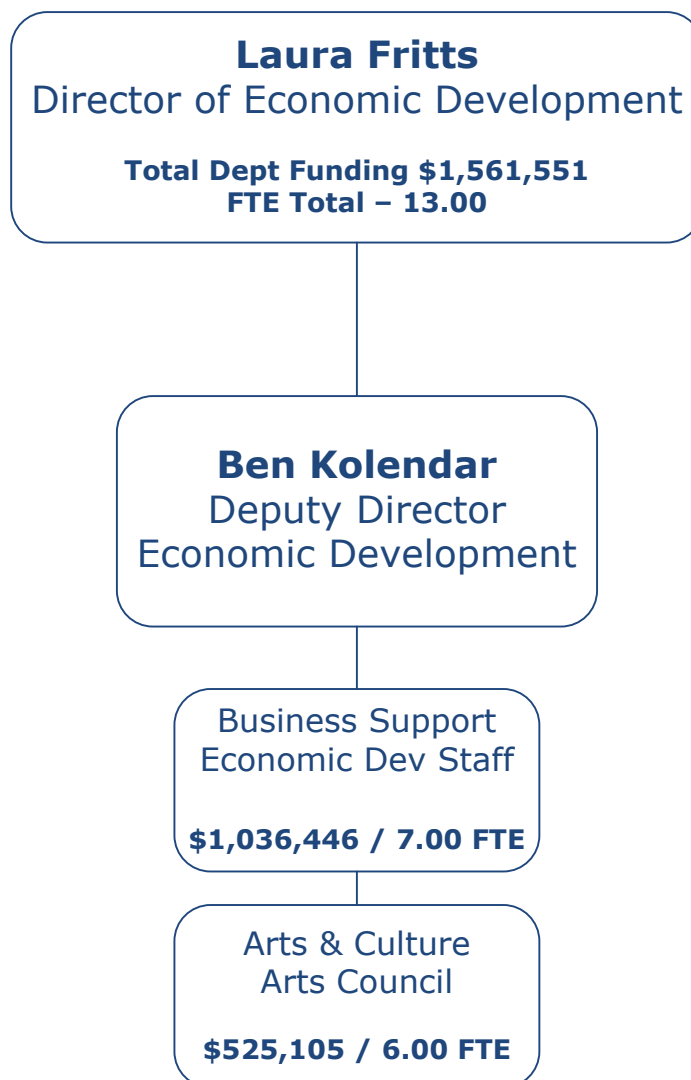 Laura Fritts
Director of Economic Development
Total Dept Funding $1,561,551
FTE Total – 13.00
Ben Kolendar
Deputy Director
Economic Development
Business Support
Economic Dev Staff
$1,036,446 / 7.00 FTE
Arts & Culture
Arts Council
$525,105 / 6.00 FTE